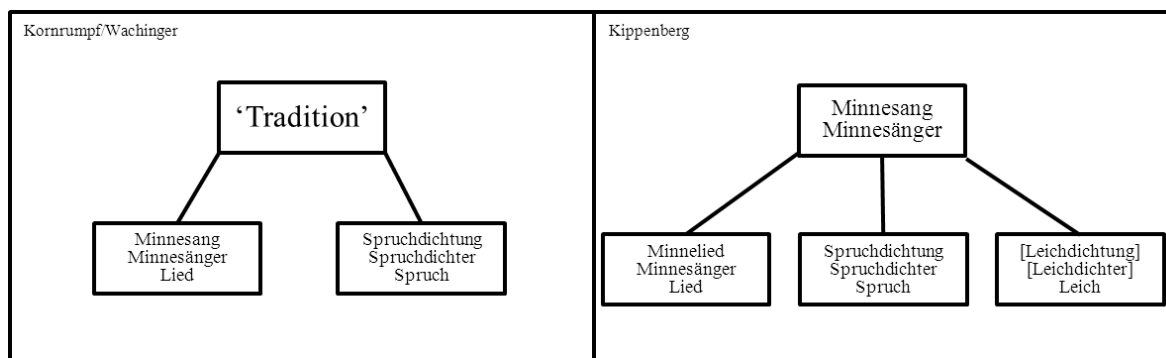 Kornrumpf/Wachinger
‘Tradition’
Minnesang
Minnesänger
Lied
Spruchdichtung
Spruchdichter
Spruch
Kippenberg
Minnesang
Minnesänger
Minnelied
Minnesänger
Lied
Spruchdichtung
Spruchdichter
Spruch
[Leichdichtung]
[Leichdichter]
Leich